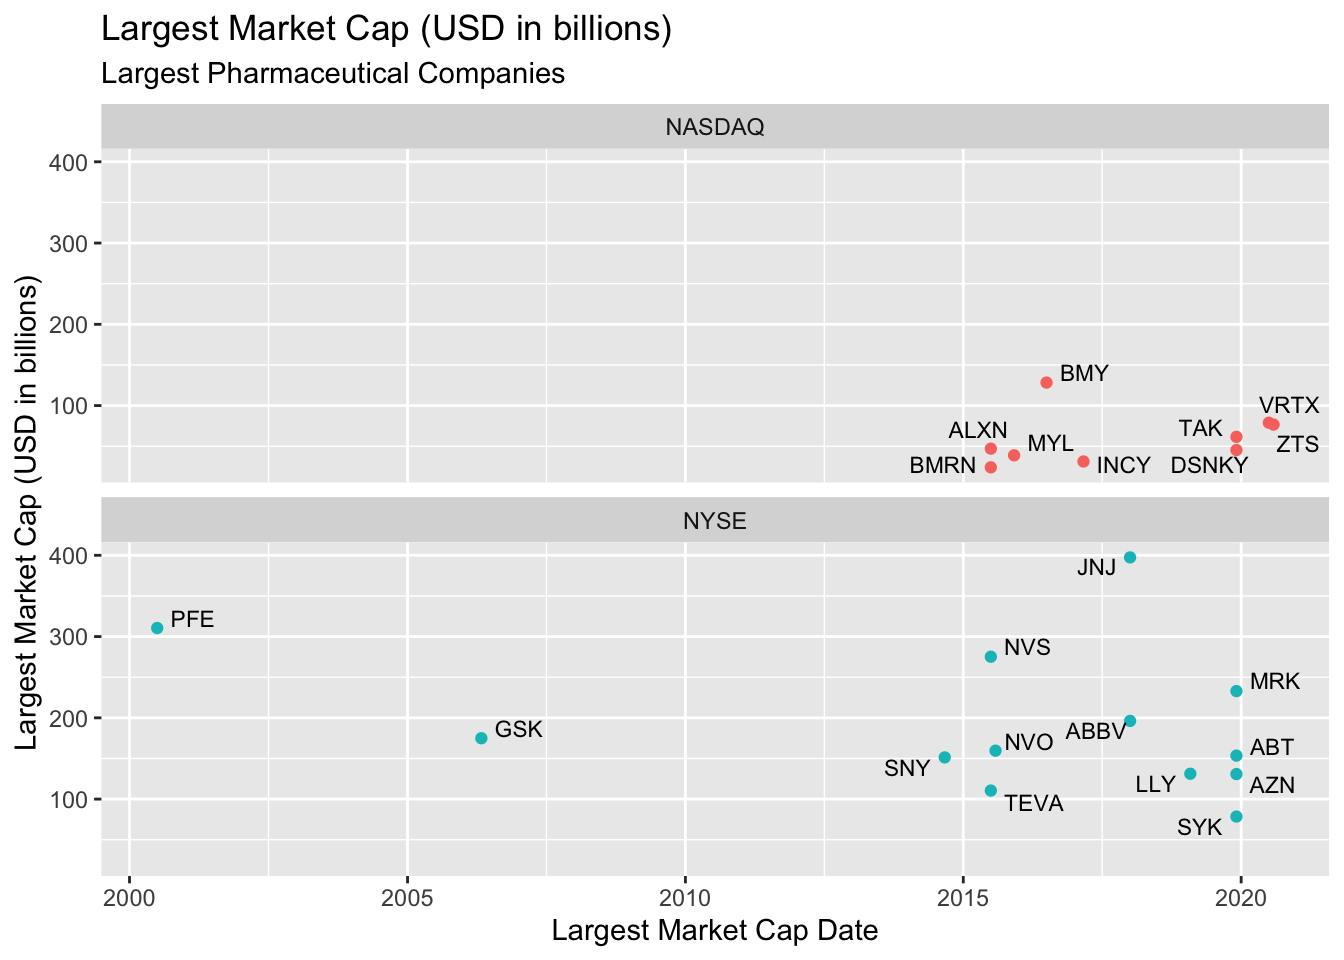 Largest Market Cap (USD in billions)
Largest Pharmaceutical Companies
NASDAQ
400
300
200
100
BMY
VRTX
TAK
ALXN
MYL
ZTS
BMRN
INCY
DSNKY
Largest Market Cap (USD in billions)
NYSE
400
300
200
100
JNJ
PFE
NVS
MRK
GSK
ABBV
NVO
ABT
SNY
LLY
AZN
TEVA
SYK
2000
2005
2010
2015
2020
Largest Market Cap Date